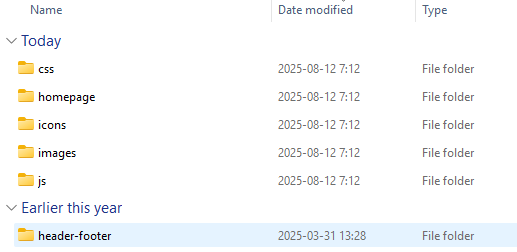 Name Date modified Type
Today
css 2025-08-12 7:12 File folder
homepage 2025-08-12 7:12 File folder
icons 2025-08-12 7:12 File folder
images 2025-08-12 7:12 File folder
js 2025-08-12 7:12 File folder
Earlier this year
header-footer 2025-03-31 13:28 File folder